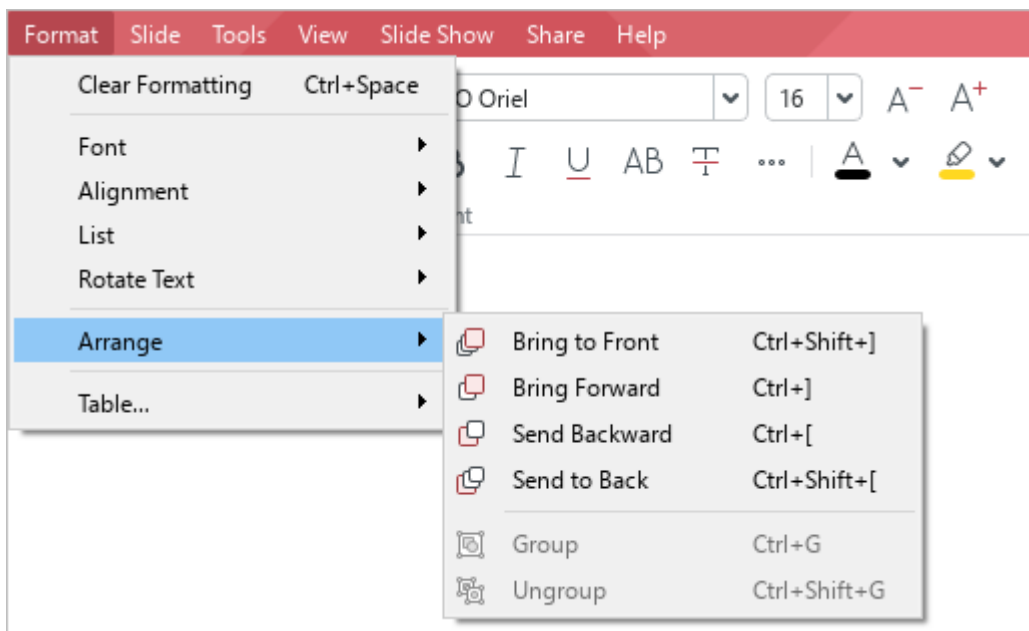 Format Slide Tools View Slide Show Share Help
Clear Formatting Ctrl+Space
O Oriel 16 A− A+
Font
I U AB T ... A
Alignment
List
Rotate Text
Arrange
Bring to Front Ctrl+Shift+]
Bring Forward Ctrl+]
Table...
Send Backward Ctrl+[
Send to Back Ctrl+Shift+[
Group Ctrl+G
Ungroup Ctrl+Shift+G